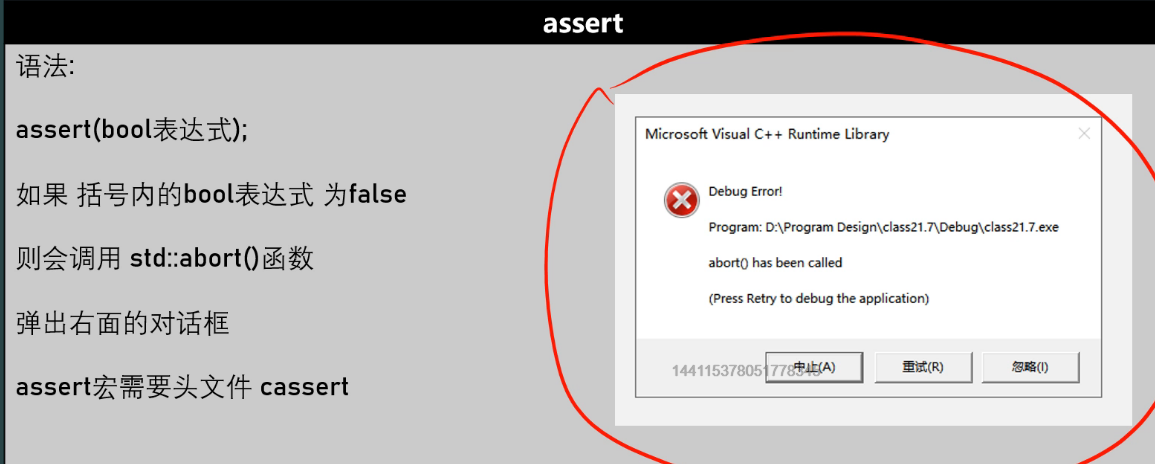 assert
语法:
assert(bool表达式);
如果 括号内的bool表达式 为false
则会调用 std::abort()函数
弹出右面的对话框
assert宏需要头文件 cassert
Microsoft Visual C++ Runtime Library
Debug Error!
Program: D:\Program Design\class21.7\Debug\class21.7.exe
abort() has been called
(Press Retry to debug the application)
中止(A)
重试(R)
忽略(I)